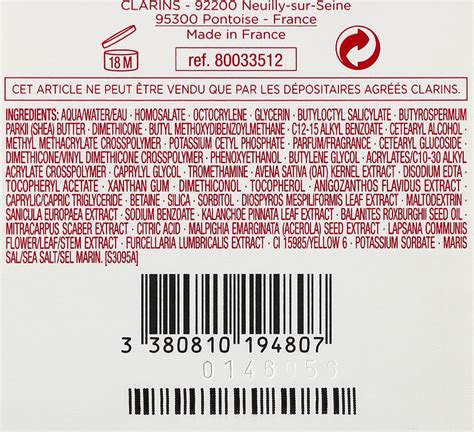 CLARINS - 92200 Neuilly-sur-Seine
95300 Pontoise - France
Made in France
18 M
ref. 80033512
CET ARTICLE NE PEUT ÊTRE VENDU QUE PAR LES DÉPOSITAIRES AGRÉÉS CLARINS.
INGREDIENTS: AQUA/WATER/EAU · HOMOSALATE · OCTOCRYLENE · GLYCERIN · BUTYLOCTYL SALICYLATE · BUTYROSPERMUM
PARKII (SHEA) BUTTER · DIMETHICONE · BUTYL METHOXYDIBENZOYLMETHANE · C12-15 ALKYL BENZOATE · CETEARYL ALCOHOL ·
METHYL METHACRYLATE CROSSPOLYMER · POTASSIUM CETYL PHOSPHATE · PARFUM/FRAGRANCE · CETEARYL GLUCOSIDE ·
DIMETHICONE/VINYL DIMETHICONE CROSSPOLYMER · PHENOXYETHANOL · BUTYLENE GLYCOL · ACRYLATES/C10-30 ALKYL
ACRYLATE CROSSPOLYMER · CAPRYLYL GLYCOL · TROMETHAMINE · AVENA SATIVA (OAT) KERNEL EXTRACT · DISODIUM EDTA ·
TOCOPHERYL ACETATE · XANTHAN GUM · DIMETHICONOL · TOCOPHEROL · ANIGOZANTHOS FLAVIDUS EXTRACT ·
CAPRYLIC/CAPRIC TRIGLYCERIDE · BETAINE · SILICA · SORBITOL · DIOSPYROS MESPILIFORMIS LEAF EXTRACT · MALTODEXTRIN ·
SANICULA EUROPAEA EXTRACT · SODIUM BENZOATE · KALANCHOE PINNATA LEAF EXTRACT · BALANITES ROXBURGHII SEED OIL ·
MITRACARPUS SCABER EXTRACT · CITRIC ACID · MALPIGHIA EMARGINATA (ACEROLA) SEED EXTRACT · LAPSANA COMMUNIS
FLOWER/LEAF/STEM EXTRACT · FURCELLARIA LUMBRICALIS EXTRACT · CI 15985/YELLOW 6 · POTASSIUM SORBATE · MARIS
SAL/SEA SALT/SEL MARIN. [S3095A]
3 380810 194807
0146056